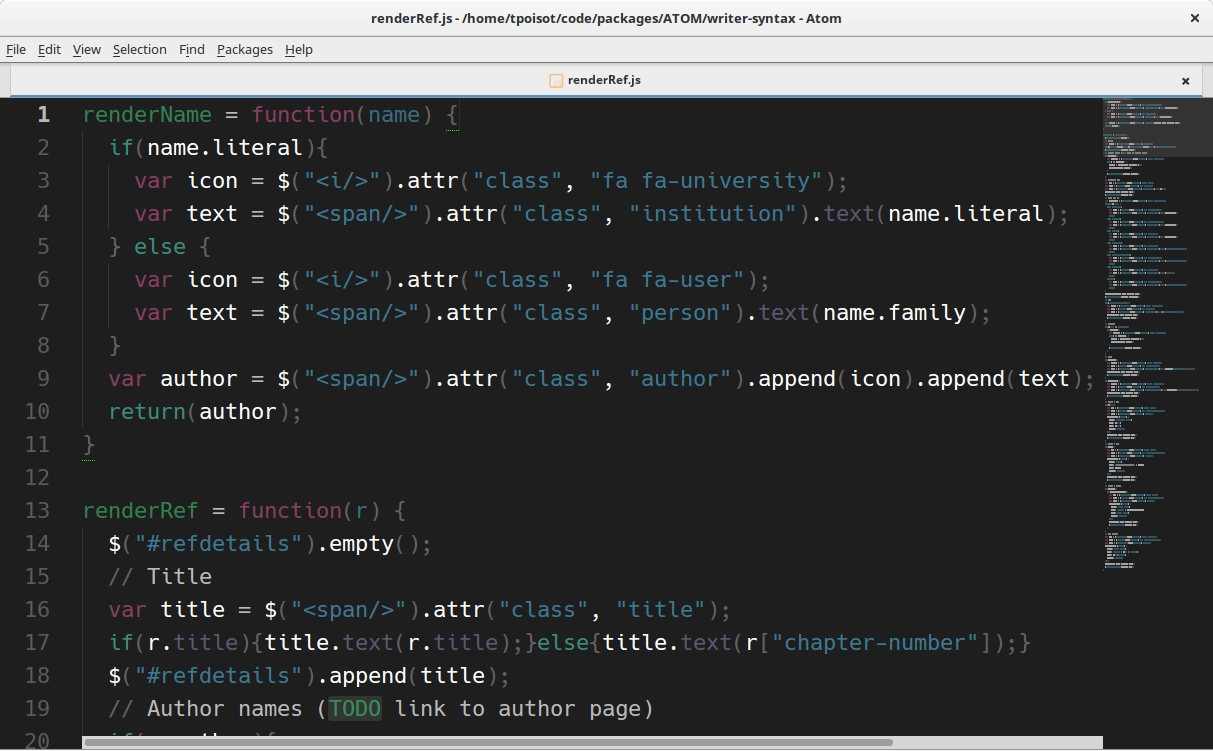 renderRef.js - /home/tpoisot/code/packages/ATOM/writer-syntax - Atom
File Edit View Selection Find Packages Help
renderRef.js
1 renderName = function(name) {
2 if(name.literal){
3 var icon = $("<i/>").attr("class", "fa fa-university");
4 var text = $("<span/>").attr("class", "institution").text(name.literal);
5 } else {
6 var icon = $("<i/>").attr("class", "fa fa-user");
7 var text = $("<span/>").attr("class", "person").text(name.family);
8 }
9 var author = $("<span/>").attr("class", "author").append(icon).append(text);
10 return(author);
11 }
12
13 renderRef = function(r) {
14 $("#refdetails").empty();
15 // Title
16 var title = $("<span/>").attr("class", "title");
17 if(r.title){title.text(r.title);}else{title.text(r["chapter-number"]);}
18 $("#refdetails").append(title);
19 // Author names (TODO link to author page)
20